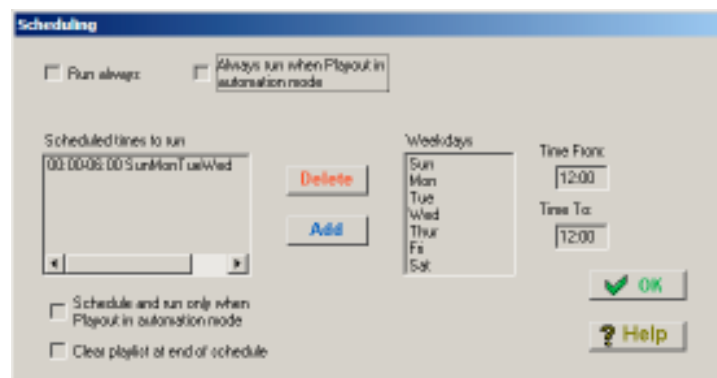 Scheduling
Run always
Always run when Playout in
automation mode
Scheduled times to run
00:00-06:00 SunMonTueWed
Delete
Add
Weekdays
Sun
Mon
Tue
Wed
Thur
Fri
Sat
Time From:
12:00
Time To:
12:00
Schedule and run only when
Playout in automation mode
Clear playlist at end of schedule
OK
? Help